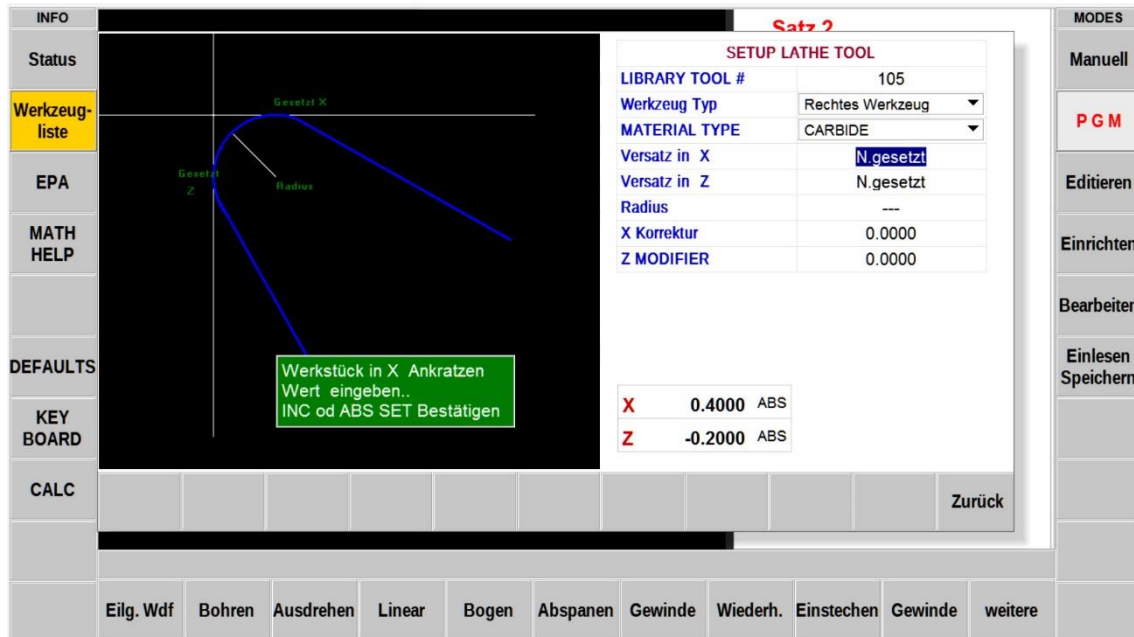 INFO
Status
Werkzeug-
liste
EPA
MATH
HELP
DEFAULTS
KEY
BOARD
CALC
Satz 2
Gesetzt X
Gesetzt
Z
Radius
Werkstück in X Ankratzen
Wert eingeben..
INC od ABS SET Bestätigen
SETUP LATHE TOOL
LIBRARY TOOL # 105
Werkzeug Typ Rechtes Werkzeug
MATERIAL TYPE CARBIDE
Versatz in X N.gesetzt
Versatz in Z N.gesetzt
Radius ---
X Korrektur 0.0000
Z MODIFIER 0.0000
X 0.4000 ABS
Z -0.2000 ABS
Zurück
MODES
Manuell
P G M
Editieren
Einrichten
Bearbeiten
Einlesen
Speichern
Eilg. Wdf Bohren Ausdrehen Linear Bogen Abspanen Gewinde Wiederh. Einstechen Gewinde weitere